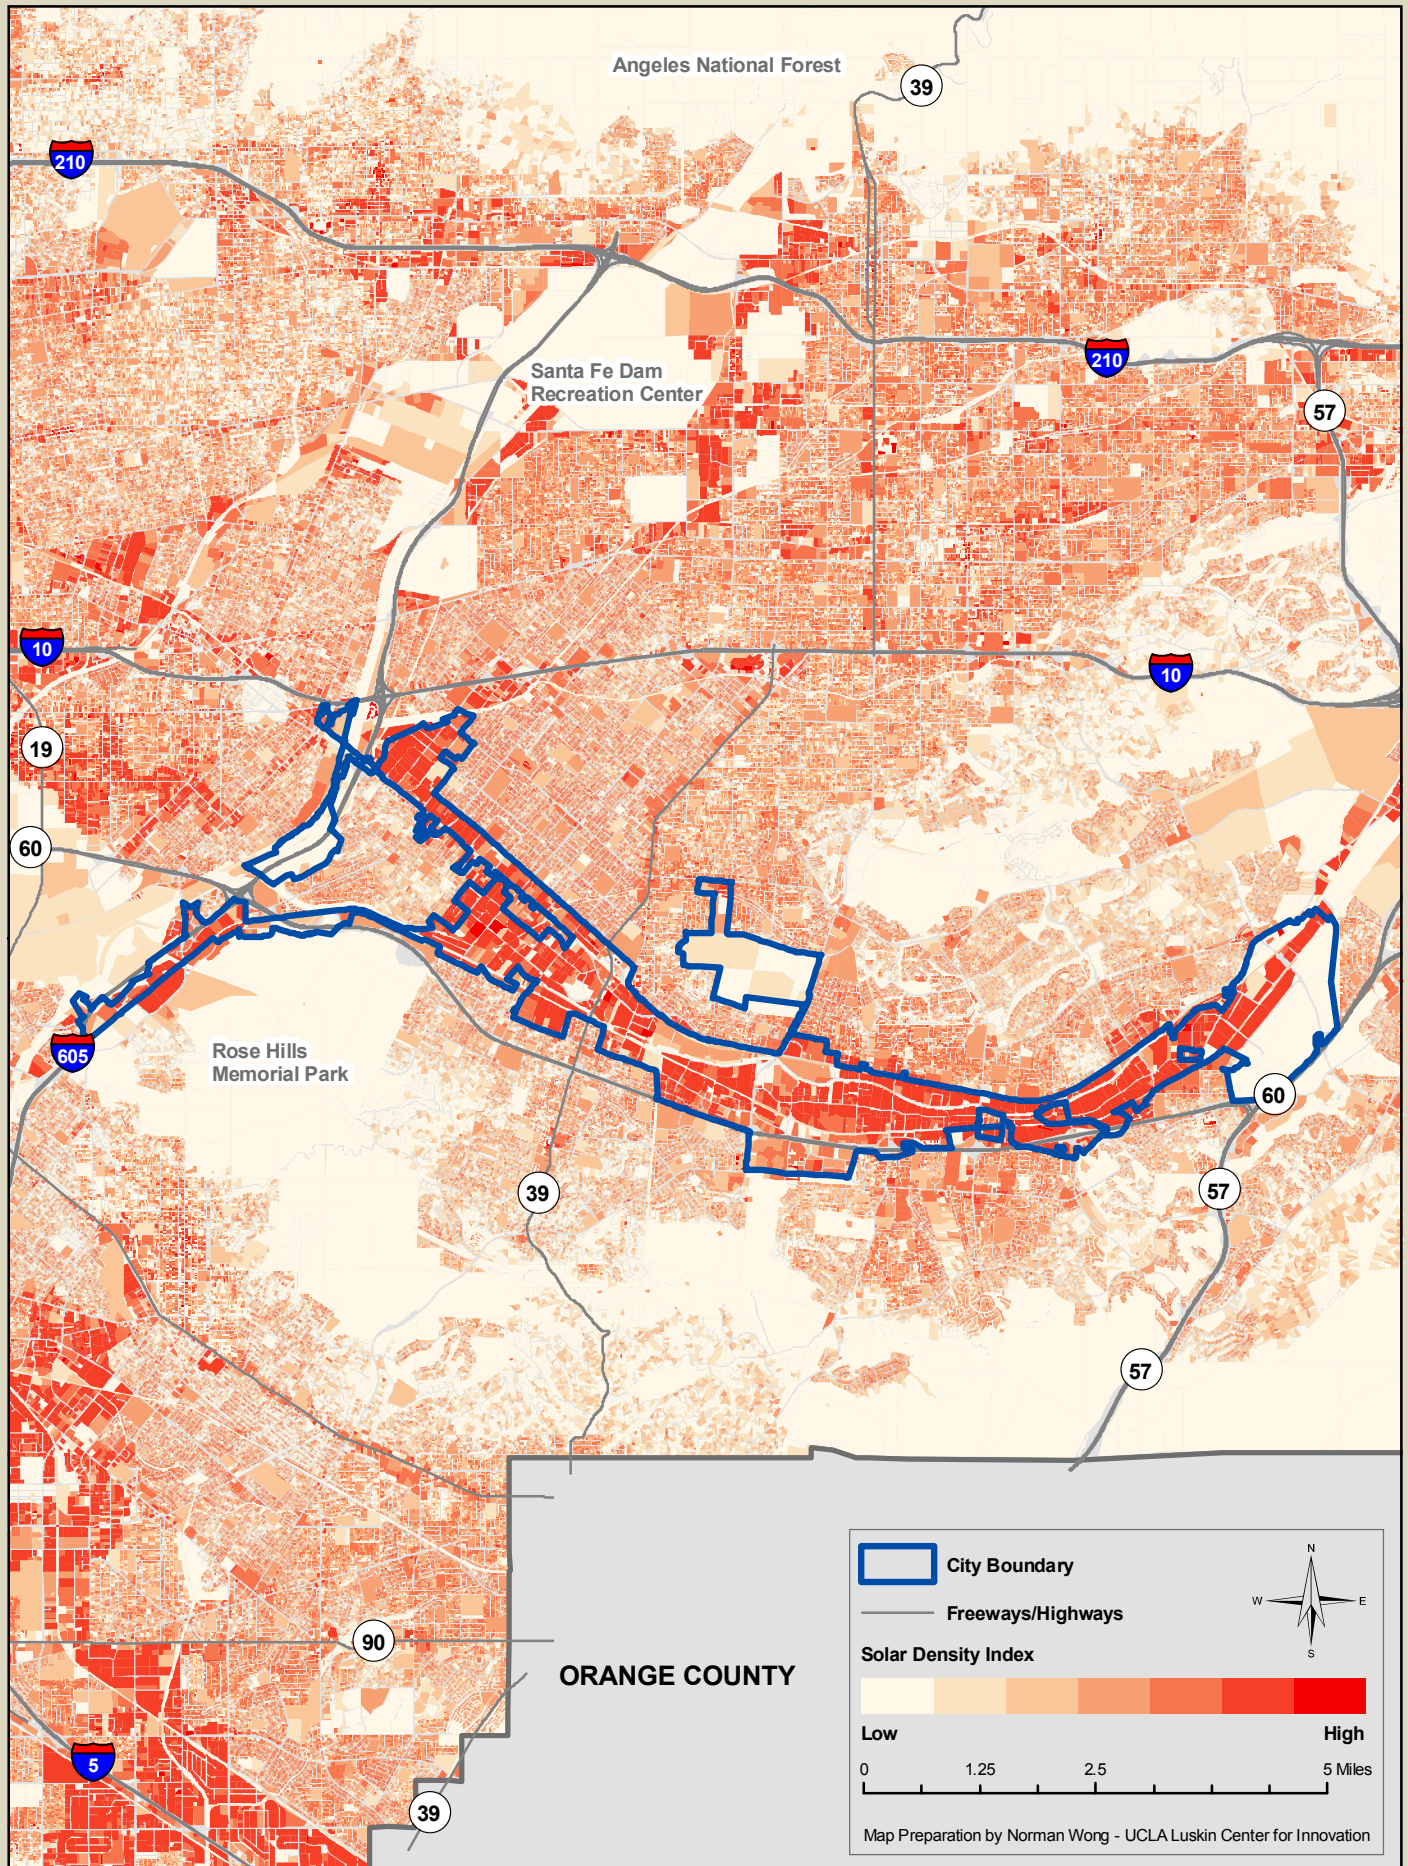 Angeles National Forest
39
210
210
Santa Fe Dam
Recreation Center
57
10
10
19
60
605
Rose Hills
Memorial Park
60
39
57
57
90
5
39
ORANGE COUNTY
City Boundary
Freeways/Highways
N
W
E
S
Solar Density Index
Low
High
0
1.25
2.5
5 Miles
Map Preparation by Norman Wong - UCLA Luskin Center for Innovation